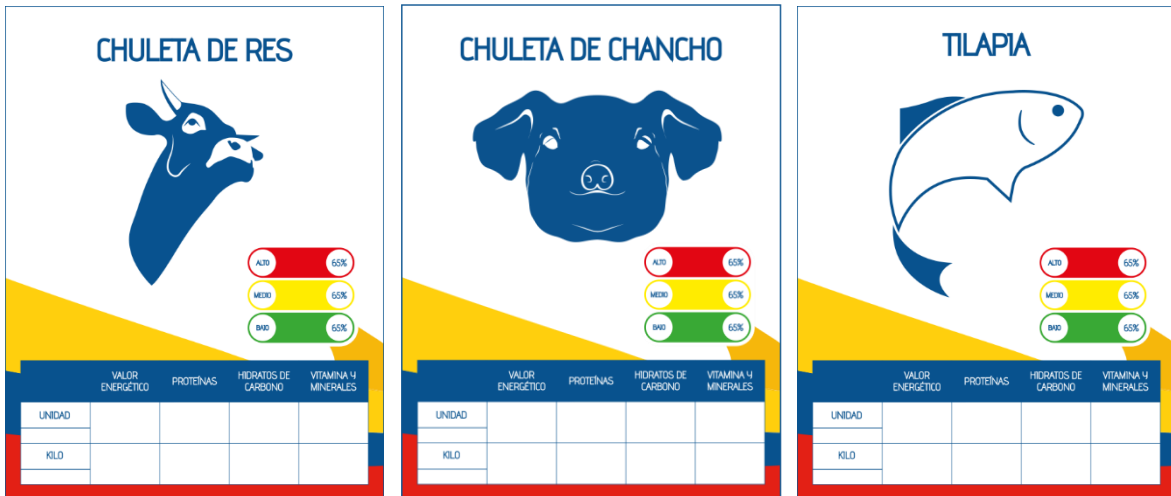 CHULETA DE RES
ALTO 65%
MEDIO 65%
BAJO 65%
VALOR ENERGÉTICO PROTEÍNAS HIDRATOS DE CARBONO VITAMINA Y MINERALES
UNIDAD
KILO
CHULETA DE CHANCHO
ALTO 65%
MEDIO 65%
BAJO 65%
VALOR ENERGÉTICO PROTEÍNAS HIDRATOS DE CARBONO VITAMINA Y MINERALES
UNIDAD
KILO
TILAPIA
ALTO 65%
MEDIO 65%
BAJO 65%
VALOR ENERGÉTICO PROTEÍNAS HIDRATOS DE CARBONO VITAMINA Y MINERALES
UNIDAD
KILO